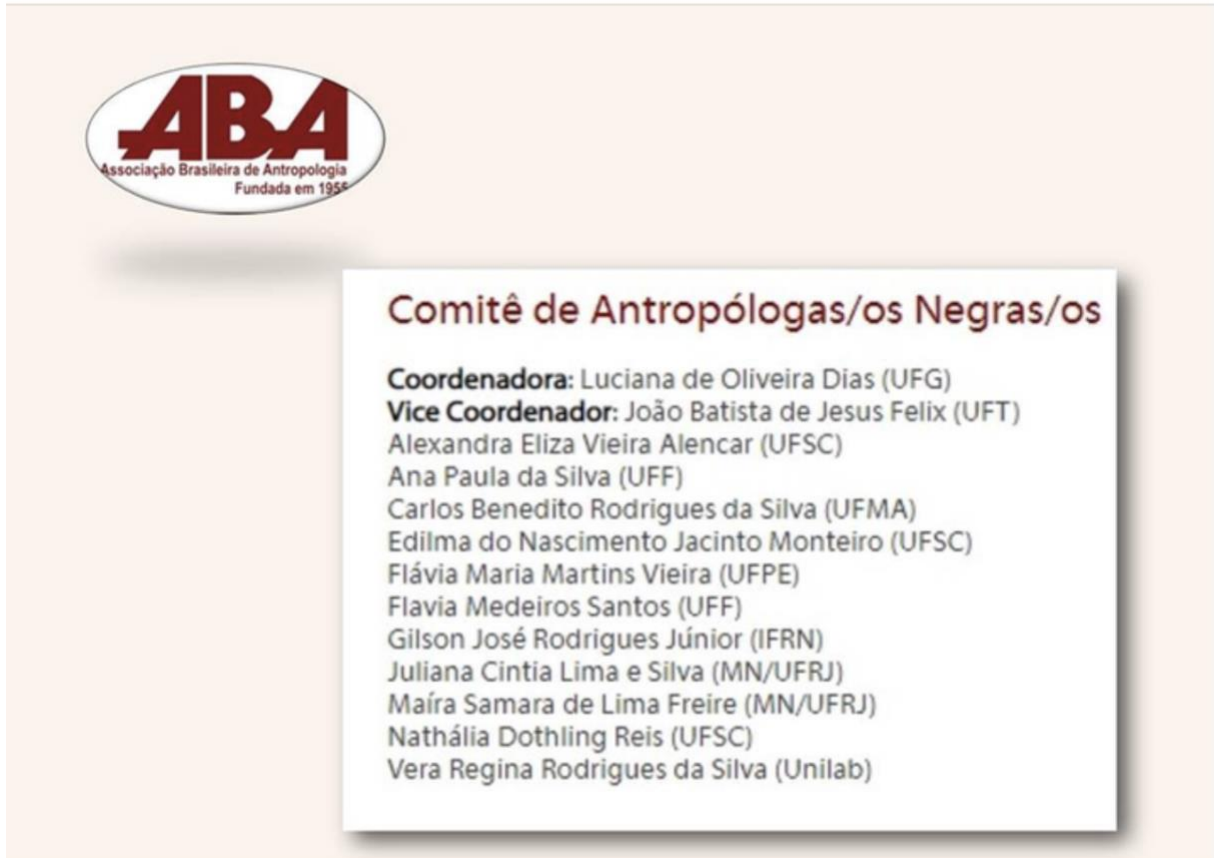 ABA
Associação Brasileira de Antropologia
Fundada em 1955
Comitê de Antropólogas/os Negras/os
Coordenadora: Luciana de Oliveira Dias (UFG)
Vice Coordenador: João Batista de Jesus Felix (UFT)
Alexandra Eliza Vieira Alencar (UFSC)
Ana Paula da Silva (UFF)
Carlos Benedito Rodrigues da Silva (UFMA)
Edilma do Nascimento Jacinto Monteiro (UFSC)
Flávia Maria Martins Vieira (UFPE)
Flavia Medeiros Santos (UFF)
Gilson José Rodrigues Júnior (IFRN)
Juliana Cintia Lima e Silva (MN/UFRJ)
Maíra Samara de Lima Freire (MN/UFRJ)
Nathália Dothling Reis (UFSC)
Vera Regina Rodrigues da Silva (Unilab)